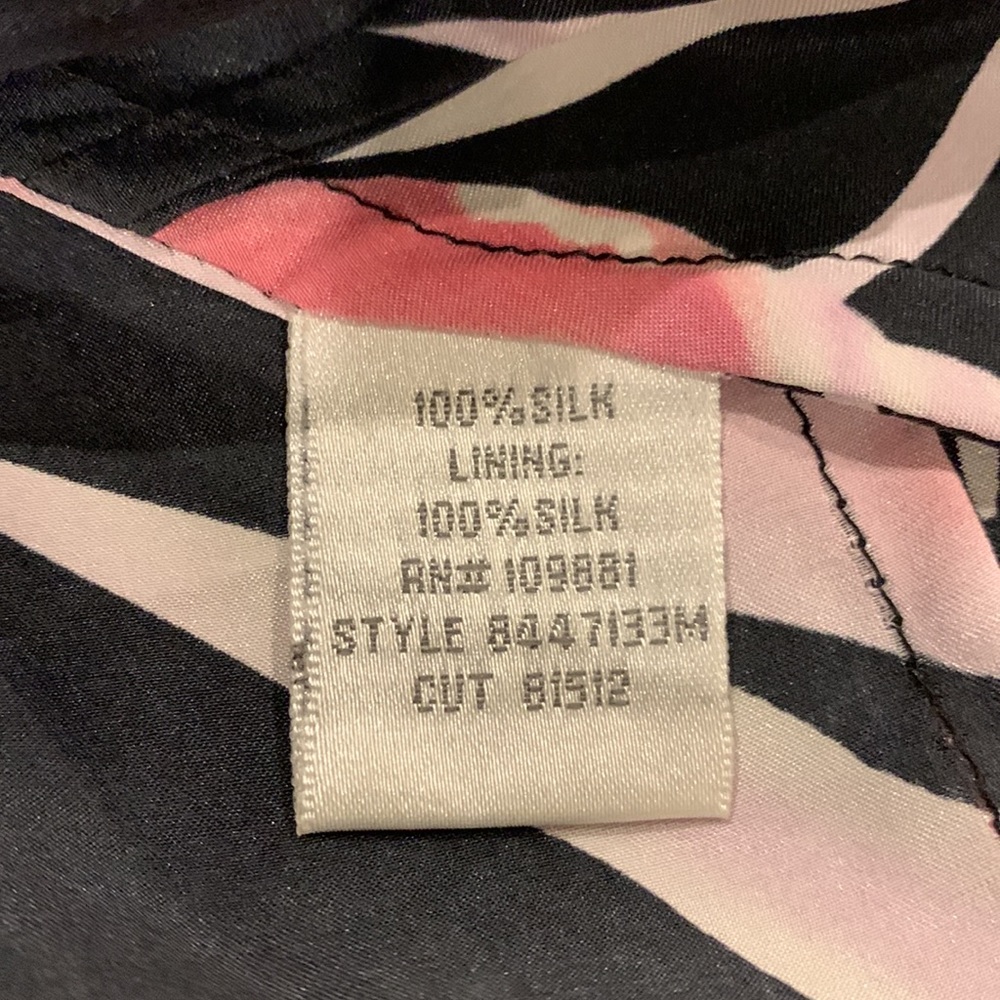 100%SILK
LINING:
100%SILK
RN# 109881
STYLE 8447133M
CUT 81512